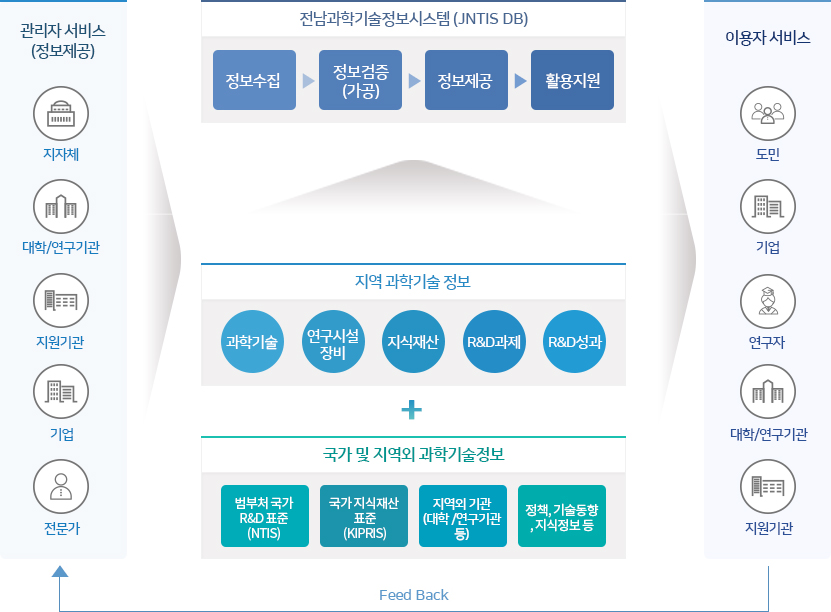 관리자 서비스
(정보제공)
지자체
대학/연구기관
지원기관
기업
전문가
전남과학기술정보시스템 (JNTIS DB)
정보수집
정보검증
(가공)
정보제공
활용지원
지역 과학기술 정보
과학기술
연구시설
장비
지식재산
R&D과제
R&D성과
+
국가 및 지역외 과학기술정보
범부처 국가
R&D 표준
(NTIS)
국가 지식재산
표준
(KIPRIS)
지역외 기관
(대학 /연구기관
등)
정책, 기술동향
, 지식정보 등
이용자 서비스
도민
기업
연구자
대학/연구기관
지원기관
Feed Back